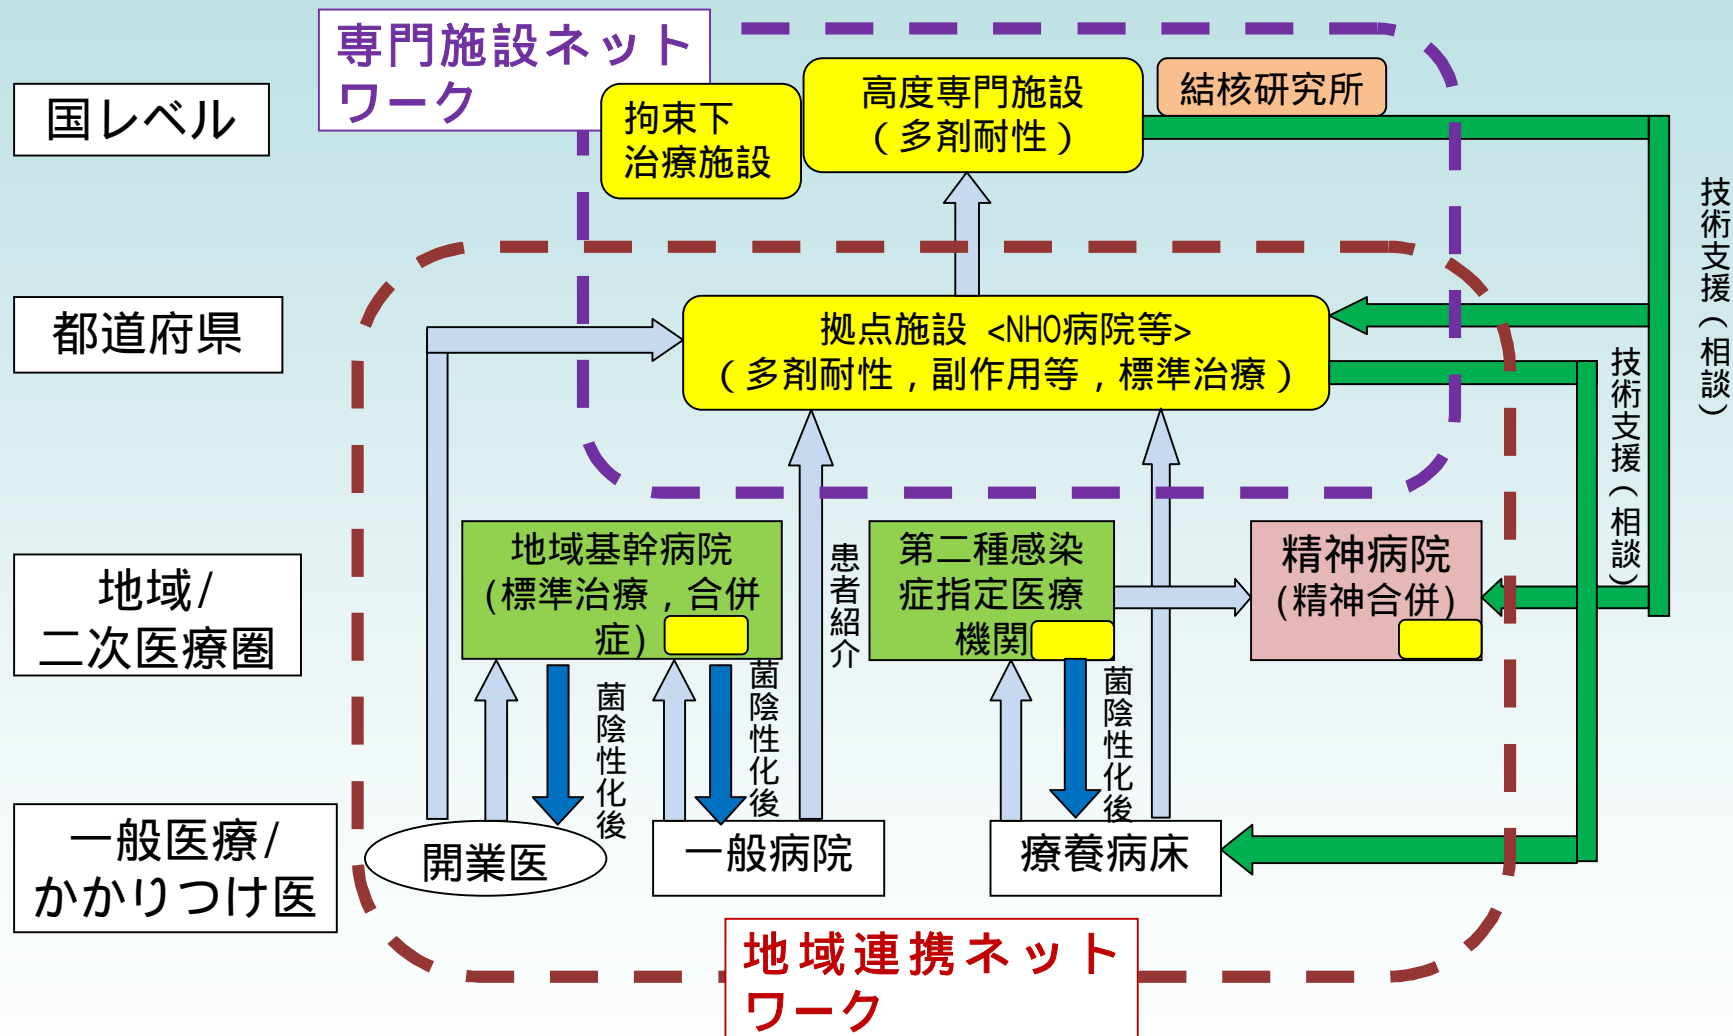 専門施設ネット
ワーク
国レベル
拘束下
治療施設
高度専門施設
（多剤耐性）
結核研究所
技術支援（相談）
都道府県
拠点施設 <NHO病院等>
（多剤耐性，副作用等，標準治療）
技術支援（相談）
地域/
二次医療圏
地域基幹病院
(標準治療，合併
症)
患者紹介
第二種感染
症指定医療
機関
精神病院
(精神合併)
菌陰性化後
菌陰性化後
菌陰性化後
一般医療/
かかりつけ医
開業医
一般病院
療養病床
地域連携ネット
ワーク